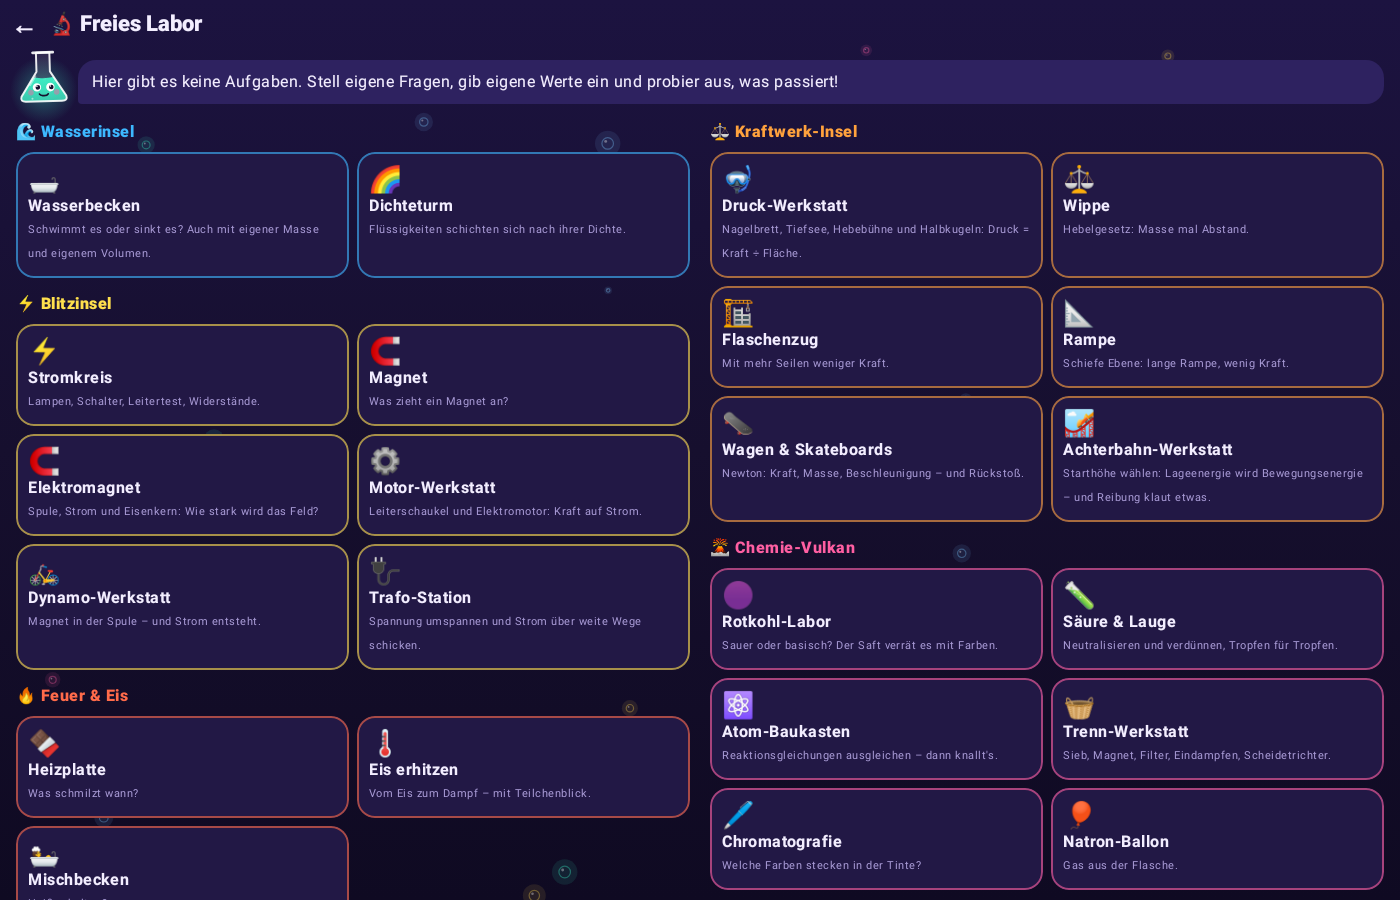 Freies Labor
Hier gibt es keine Aufgaben. Stell eigene Fragen, gib eigene Werte ein und probier aus, was passiert!
Wasserinsel
Wasserbecken
Schwimmt es oder sinkt es? Auch mit eigener Masse
und eigenem Volumen.
Dichteturm
Flüssigkeiten schichten sich nach ihrer Dichte.
Blitzinsel
Stromkreis
Lampen, Schalter, Leitertest, Widerstände.
Magnet
Was zieht ein Magnet an?
Elektromagnet
Spule, Strom und Eisenkern: Wie stark wird das Feld?
Motor-Werkstatt
Leiterschaukel und Elektromotor: Kraft auf Strom.
Dynamo-Werkstatt
Magnet in der Spule – und Strom entsteht.
Trafo-Station
Spannung umspannen und Strom über weite Wege
schicken.
Feuer & Eis
Heizplatte
Was schmilzt wann?
Eis erhitzen
Vom Eis zum Dampf – mit Teilchenblick.
Mischbecken
Kraftwerk-Insel
Druck-Werkstatt
Nagelbrett, Tiefsee, Hebebühne und Halbkugeln: Druck =
Kraft ÷ Fläche.
Wippe
Hebelgesetz: Masse mal Abstand.
Flaschenzug
Mit mehr Seilen weniger Kraft.
Rampe
Schiefe Ebene: lange Rampe, wenig Kraft.
Wagen & Skateboards
Newton: Kraft, Masse, Beschleunigung – und Rückstoß.
Achterbahn-Werkstatt
Starthöhe wählen: Lageenergie wird Bewegungsenergie
– und Reibung klaut etwas.
Chemie-Vulkan
Rotkohl-Labor
Sauer oder basisch? Der Saft verrät es mit Farben.
Säure & Lauge
Neutralisieren und verdünnen, Tropfen für Tropfen.
Atom-Baukasten
Reaktionsgleichungen ausgleichen – dann knallt's.
Trenn-Werkstatt
Sieb, Magnet, Filter, Eindampfen, Scheidetrichter.
Chromatografie
Welche Farben stecken in der Tinte?
Natron-Ballon
Gas aus der Flasche.